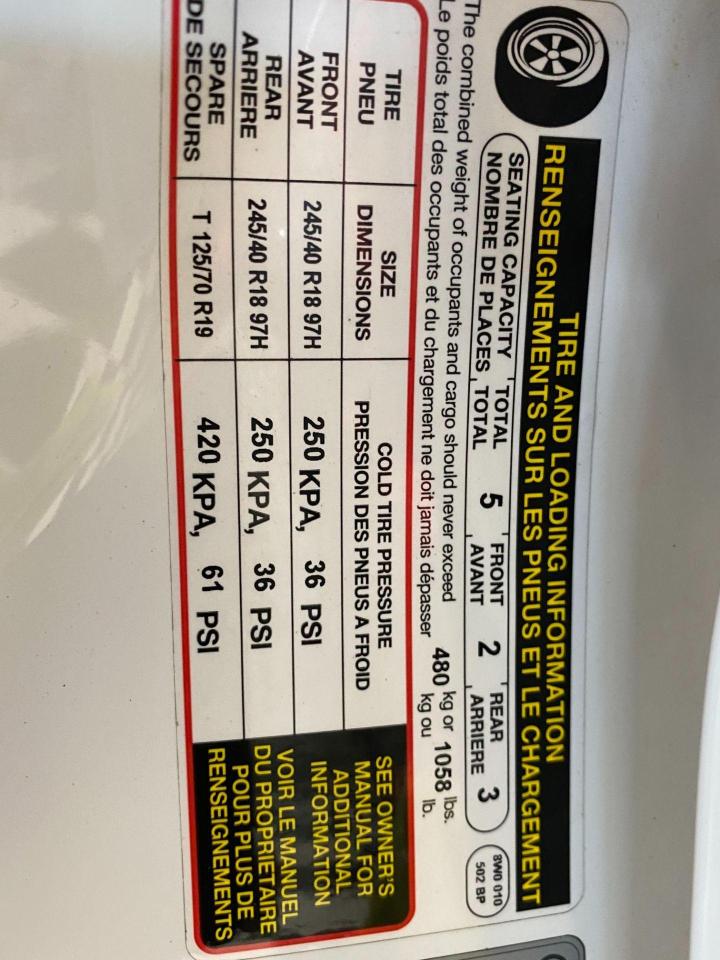 TIRE AND LOADING INFORMATION
RENSEIGNEMENTS SUR LES PNEUS ET LE CHARGEMENT
SEATING CAPACITY TOTAL 5 FRONT 2 REAR 3
NOMBRE DE PLACES TOTAL AVANT ARRIERE
8W0 010
502 BP
The combined weight of occupants and cargo should never exceed 480 kg or 1058 lbs.
Le poids total des occupants et du chargement ne doit jamais dépasser kg ou lb.
TIRE SIZE COLD TIRE PRESSURE
PNEU DIMENSIONS PRESSION DES PNEUS A FROID
FRONT 245/40 R18 97H 250 KPA, 36 PSI
AVANT
REAR 245/40 R18 97H 250 KPA, 36 PSI
ARRIERE
SPARE T 125/70 R19 420 KPA, 61 PSI
DE SECOURS
SEE OWNER'S
MANUAL FOR
ADDITIONAL
INFORMATION
VOIR LE MANUEL
DU PROPRIETAIRE
POUR PLUS DE
RENSEIGNEMENTS